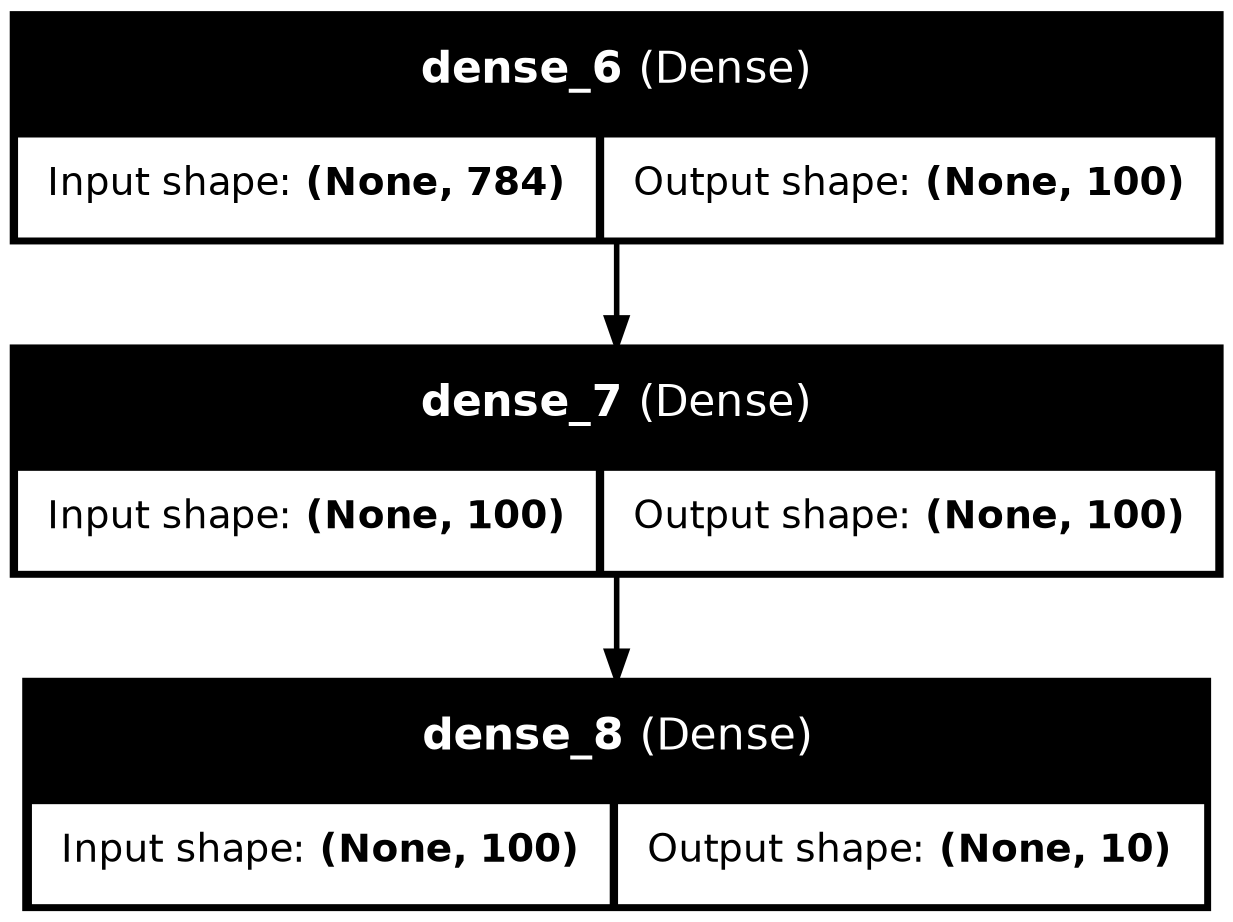 dense_6 (Dense)
Input shape: (None, 784) Output shape: (None, 100)
dense_7 (Dense)
Input shape: (None, 100) Output shape: (None, 100)
dense_8 (Dense)
Input shape: (None, 100) Output shape: (None, 10)